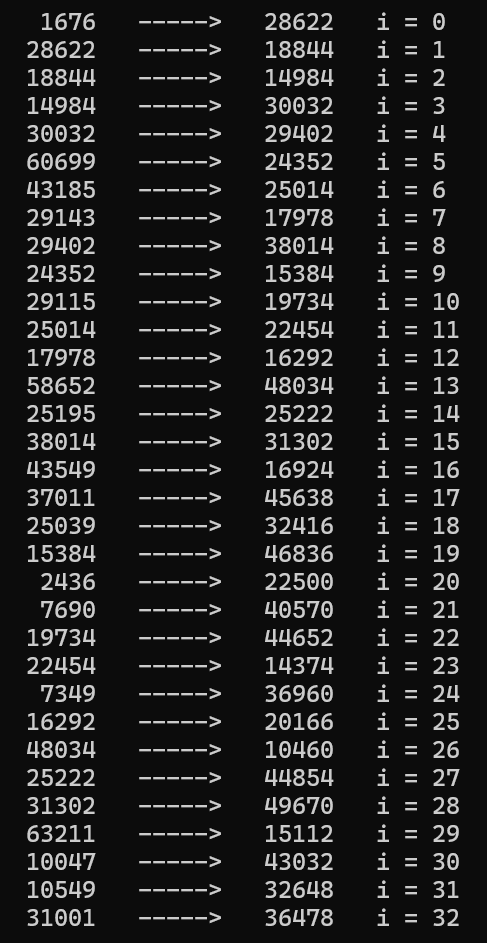 1676 -----> 28622 i = 0
28622 -----> 18844 i = 1
18844 -----> 14984 i = 2
14984 -----> 30032 i = 3
30032 -----> 29402 i = 4
60699 -----> 24352 i = 5
43185 -----> 25014 i = 6
29143 -----> 17978 i = 7
29402 -----> 38014 i = 8
24352 -----> 15384 i = 9
29115 -----> 19734 i = 10
25014 -----> 22454 i = 11
17978 -----> 16292 i = 12
58652 -----> 48034 i = 13
25195 -----> 25222 i = 14
38014 -----> 31302 i = 15
43549 -----> 16924 i = 16
37011 -----> 45638 i = 17
25039 -----> 32416 i = 18
15384 -----> 46836 i = 19
2436 -----> 22500 i = 20
7690 -----> 40570 i = 21
19734 -----> 44652 i = 22
22454 -----> 14374 i = 23
7349 -----> 36960 i = 24
16292 -----> 20166 i = 25
48034 -----> 10460 i = 26
25222 -----> 44854 i = 27
31302 -----> 49670 i = 28
63211 -----> 15112 i = 29
10047 -----> 43032 i = 30
10549 -----> 32648 i = 31
31001 -----> 36478 i = 32